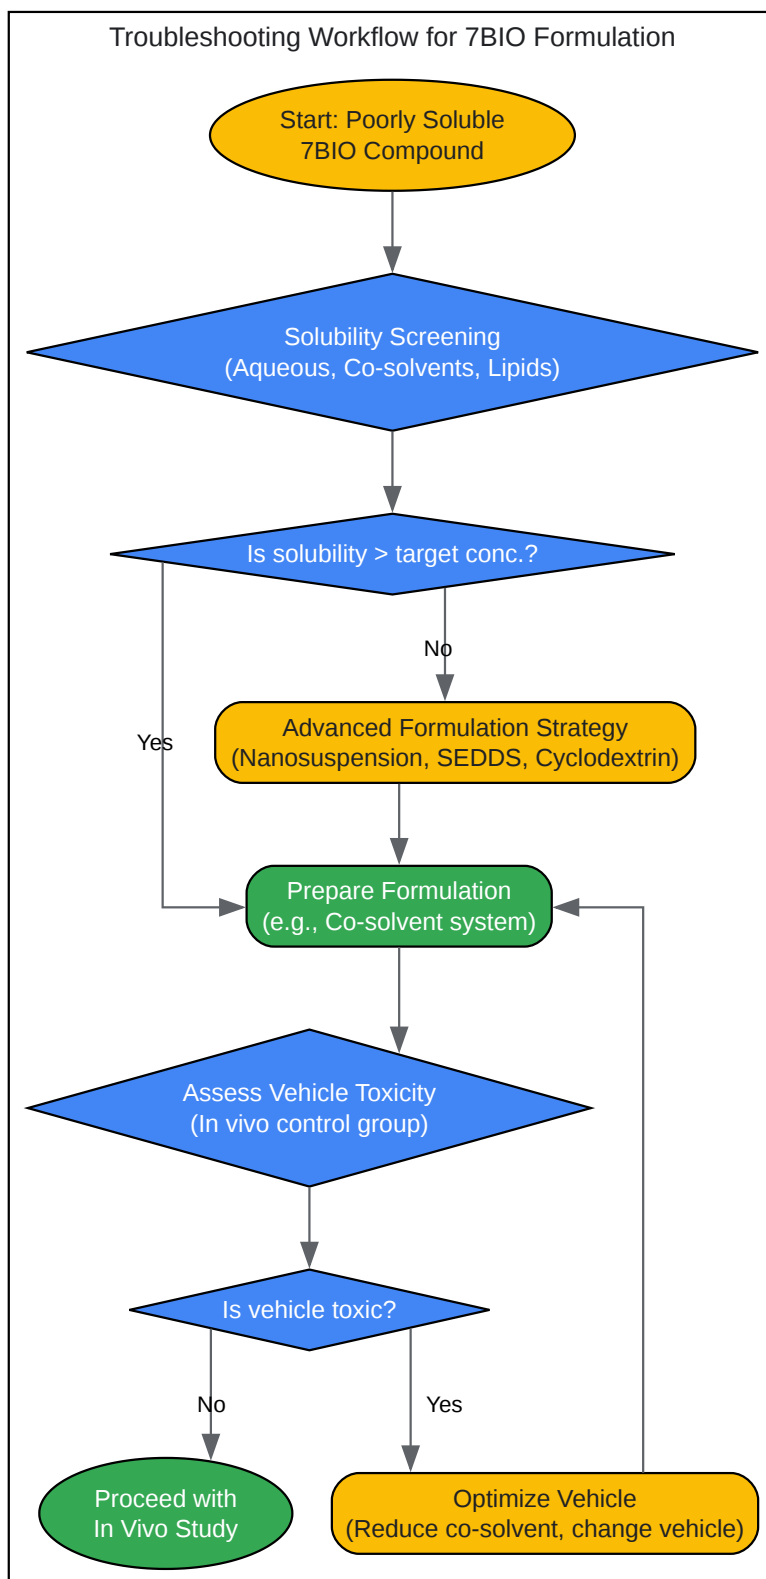 Troubleshooting Workflow for 7BIO Formulation
Start: Poorly Soluble
7BIO Compound
Solubility Screening
(Aqueous, Co-solvents, Lipids)
Is solubility > target conc.?
No
Yes
Advanced Formulation Strategy
(Nanosuspension, SEDDS, Cyclodextrin)
Prepare Formulation
(e.g., Co-solvent system)
Assess Vehicle Toxicity
(In vivo control group)
Is vehicle toxic?
No
Yes
Proceed with
In Vivo Study
Optimize Vehicle
(Reduce co-solvent, change vehicle)